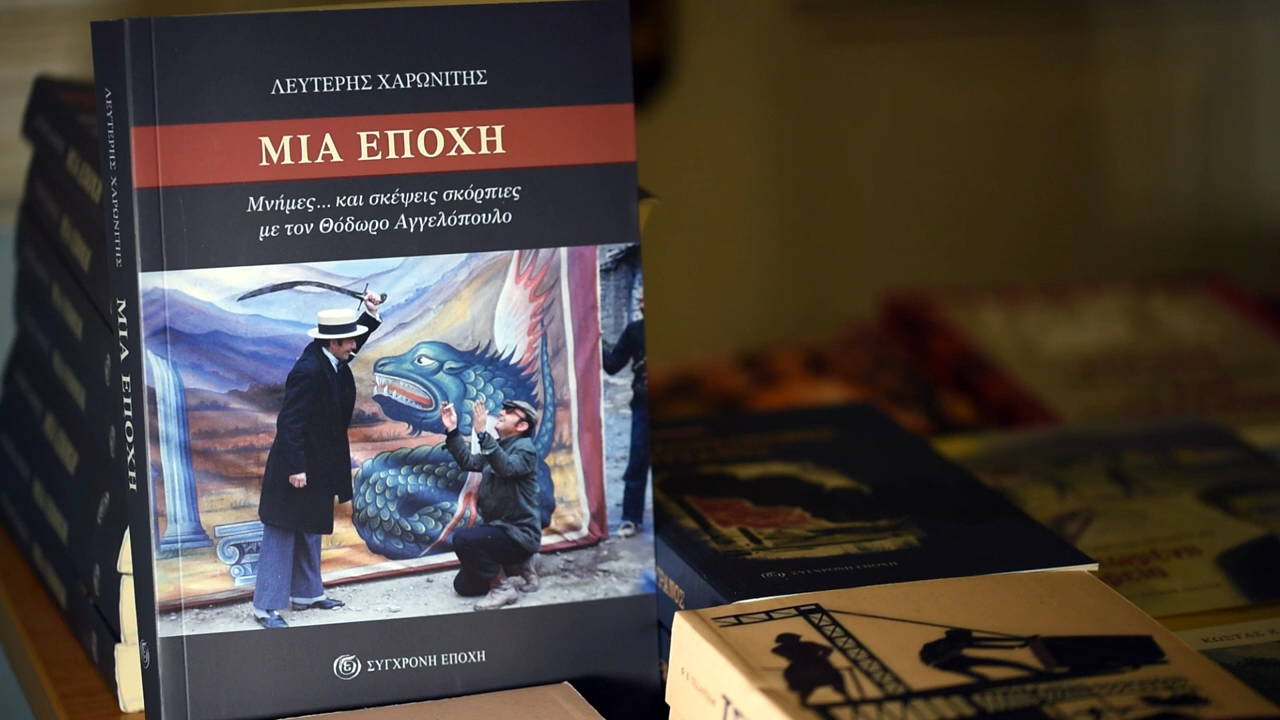 ΛΕΥΤΕΡΗΣ ΧΑΡΩΝΙΤΗΣ
ΜΙΑ ΕΠΟΧΗ
Μνήμες... και σκέψεις σκόρπιες
με τον Θόδωρο Αγγελόπουλο
ΣΥΓΧΡΟΝΗ ΕΠΟΧΗ
ΛΕΥΤΕΡΗΣ ΧΑΡΩΝΙΤΗΣ
ΜΙΑ ΕΠΟΧΗ
ΣΥΓΧΡΟΝΗ ΕΠΟΧΗ
ΚΩΣΤΑΣ